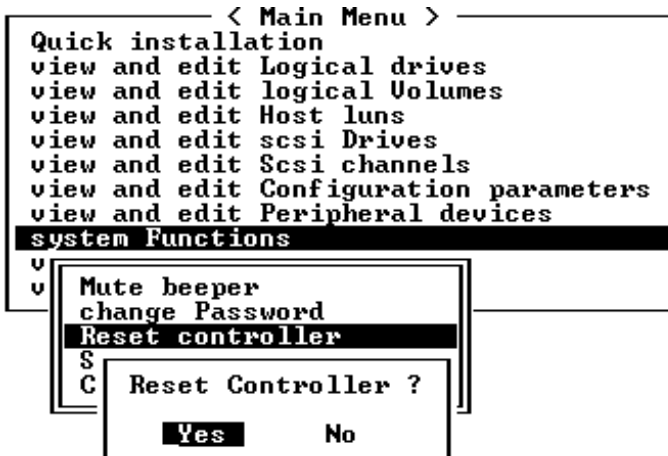 < Main Menu >
Quick installation
view and edit Logical drives
view and edit logical Volumes
view and edit Host luns
view and edit scsi Drives
view and edit Scsi channels
view and edit Configuration parameters
view and edit Peripheral devices
system Functions
v
v
Mute beeper
change Password
Reset controller
S
C
Reset Controller ?
Yes No